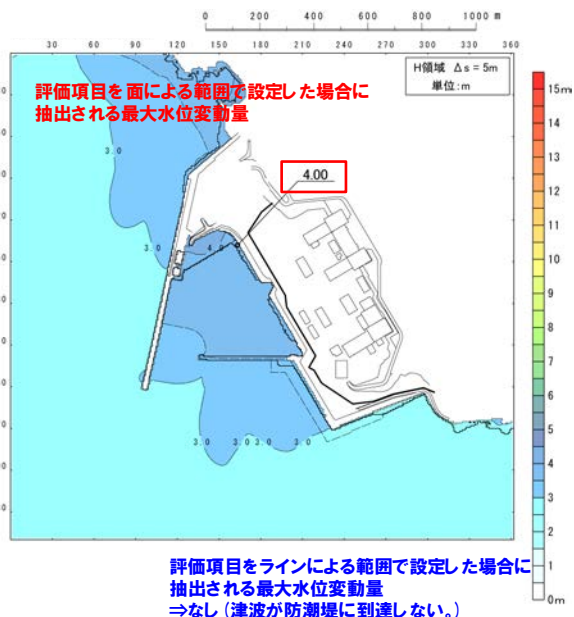 0 200 400 600 800 1000 m
30 60 90 120 150 180 210 240 270 300 330 360
H領域 Δs = 5m
単位:m
評価項目を面による範囲で設定した場合に
抽出される最大水位変動量
3.0
4.00
3.0 4.0
3.0 3.0 3.0 3.0
15m
14
13
12
11
10
9
8
7
6
5
4
3
2
1
0m
評価項目をラインによる範囲で設定した場合に
抽出される最大水位変動量
⇒なし(津波が防潮堤に到達しない。)